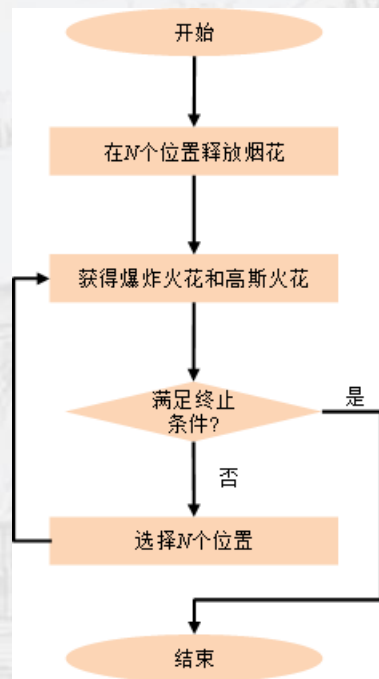 开始
在N个位置释放烟花
获得爆炸火花和高斯火花
满足终止
条件?
是
否
选择N个位置
结束